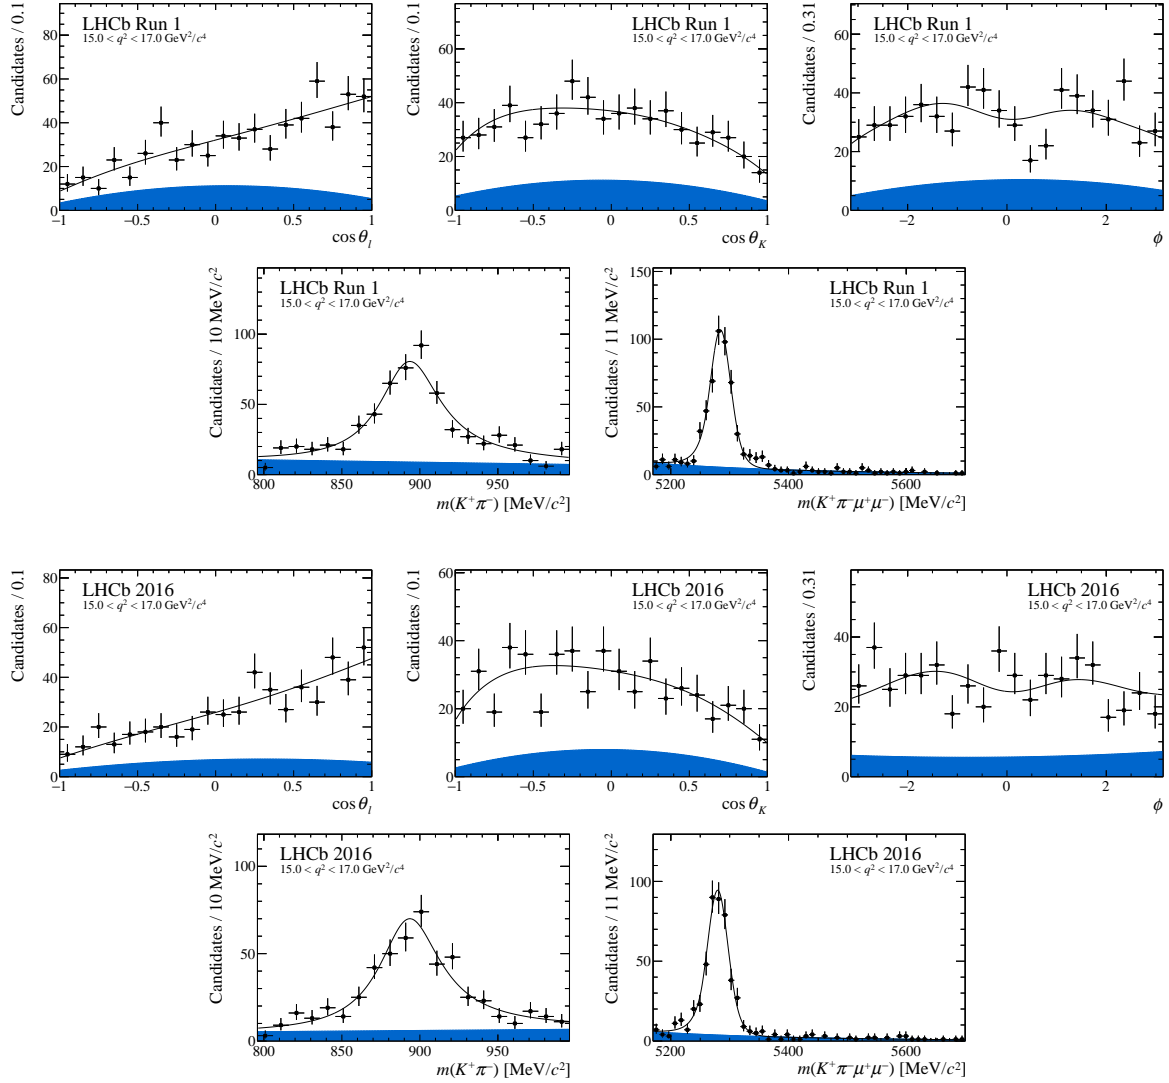 Candidates / 0.1
LHCb Run 1
15.0 < q² < 17.0 GeV²/c⁴
80
60
40
20
0
−1 −0.5 0 0.5 1
cos θ_l
Candidates / 0.1
LHCb Run 1
15.0 < q² < 17.0 GeV²/c⁴
60
40
20
0
−1 −0.5 0 0.5 1
cos θ_K
Candidates / 0.31
LHCb Run 1
15.0 < q² < 17.0 GeV²/c⁴
60
40
20
0
−2 0 2
ϕ
Candidates / 10 MeV/c²
LHCb Run 1
15.0 < q² < 17.0 GeV²/c⁴
100
50
0
800 850 900 950
m(K⁺π⁻) [MeV/c²]
Candidates / 11 MeV/c²
LHCb Run 1
15.0 < q² < 17.0 GeV²/c⁴
150
100
50
0
5200 5400 5600
m(K⁺π⁻μ⁺μ⁻) [MeV/c²]
Candidates / 0.1
LHCb 2016
15.0 < q² < 17.0 GeV²/c⁴
80
60
40
20
0
−1 −0.5 0 0.5 1
cos θ_l
Candidates / 0.1
LHCb 2016
15.0 < q² < 17.0 GeV²/c⁴
60
40
20
0
−1 −0.5 0 0.5 1
cos θ_K
Candidates / 0.31
LHCb 2016
15.0 < q² < 17.0 GeV²/c⁴
40
20
0
−2 0 2
ϕ
Candidates / 10 MeV/c²
LHCb 2016
15.0 < q² < 17.0 GeV²/c⁴
100
50
0
800 850 900 950
m(K⁺π⁻) [MeV/c²]
Candidates / 11 MeV/c²
LHCb 2016
15.0 < q² < 17.0 GeV²/c⁴
100
50
0
5200 5400 5600
m(K⁺π⁻μ⁺μ⁻) [MeV/c²]